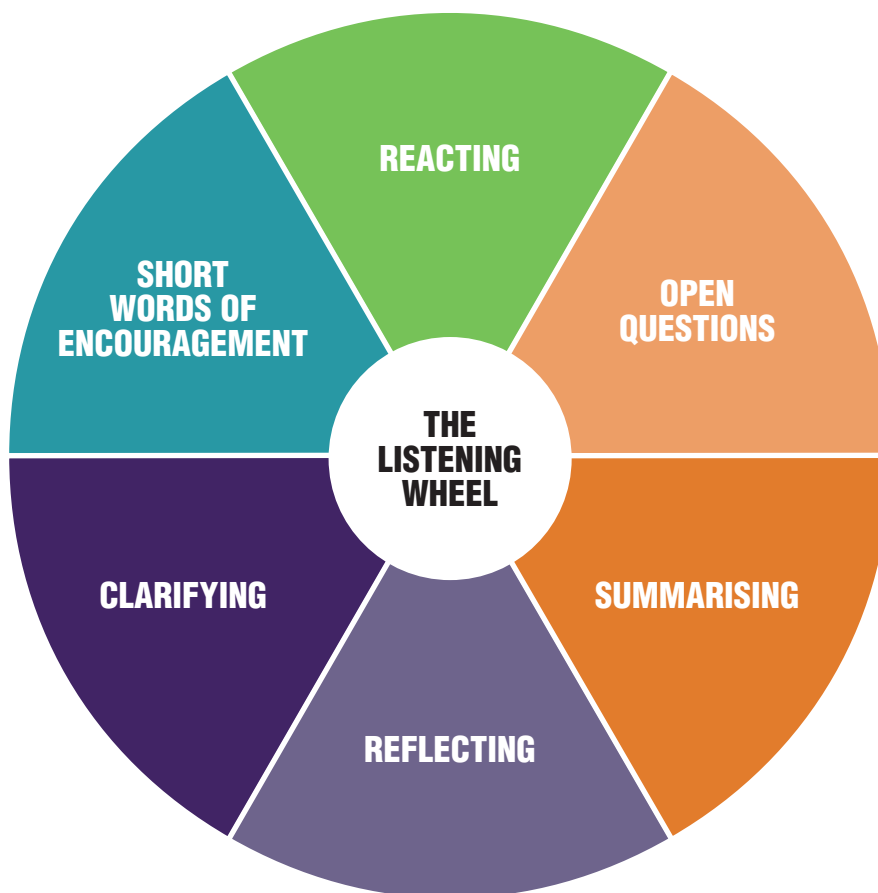 REACTING
OPEN
QUESTIONS
SUMMARISING
REFLECTING
CLARIFYING
SHORT
WORDS OF
ENCOURAGEMENT
THE
LISTENING
WHEEL